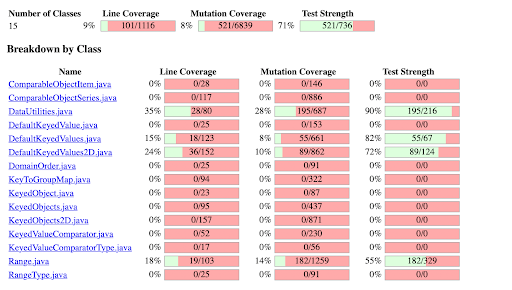 Number of Classes Line Coverage Mutation Coverage Test Strength
15 9% 101/1116 8% 521/6839 71% 521/736
Breakdown by Class
Name Line Coverage Mutation Coverage Test Strength
ComparableObjectItem.java 0% 0/28 0% 0/146 0% 0/0
ComparableObjectSeries.java 0% 0/117 0% 0/886 0% 0/0
DataUtilities.java 35% 28/80 28% 195/687 90% 195/216
DefaultKeyedValue.java 0% 0/25 0% 0/153 0% 0/0
DefaultKeyedValues.java 15% 18/123 8% 55/661 82% 55/67
DefaultKeyedValues2D.java 24% 36/152 10% 89/862 72% 89/124
DomainOrder.java 0% 0/25 0% 0/91 0% 0/0
KeyToGroupMap.java 0% 0/94 0% 0/322 0% 0/0
KeyedObject.java 0% 0/23 0% 0/87 0% 0/0
KeyedObjects.java 0% 0/95 0% 0/437 0% 0/0
KeyedObjects2D.java 0% 0/157 0% 0/871 0% 0/0
KeyedValueComparator.java 0% 0/52 0% 0/230 0% 0/0
KeyedValueComparatorType.java 0% 0/17 0% 0/56 0% 0/0
Range.java 18% 19/103 14% 182/1259 55% 182/329
RangeType.java 0% 0/25 0% 0/91 0% 0/0